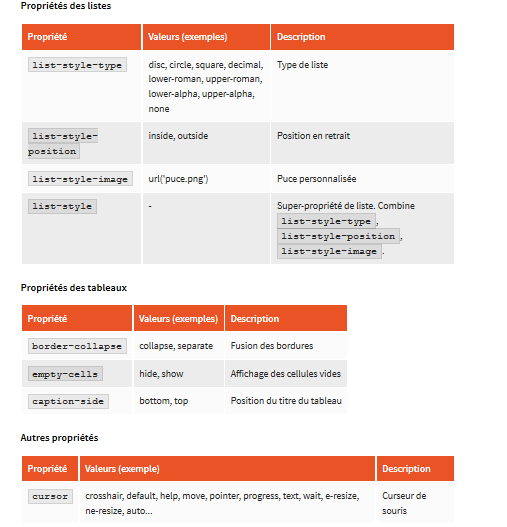 Propriétés des listes
Propriété Valeurs (exemples) Description
list-style-type disc, circle, square, decimal, Type de liste
lower-roman, upper-roman,
lower-alpha, upper-alpha,
none
list-style- inside, outside Position en retrait
position
list-style-image url('puce.png') Puce personnalisée
list-style - Super-propriété de liste. Combine
list-style-type ,
list-style-position ,
list-style-image .
Propriétés des tableaux
Propriété Valeurs (exemples) Description
border-collapse collapse, separate Fusion des bordures
empty-cells hide, show Affichage des cellules vides
caption-side bottom, top Position du titre du tableau
Autres propriétés
Propriété Valeurs (exemple) Description
cursor crosshair, default, help, move, pointer, progress, text, wait, e-resize, Curseur de
ne-resize, auto... souris